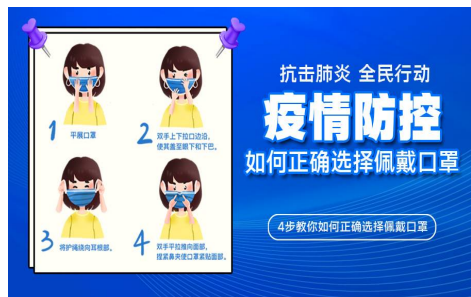 抗击肺炎 全民行动
疫情防控
如何正确选择佩戴口罩
4步教你如何正确选择佩戴口罩
1
平展口罩
2
双手上下拉口边沿,
使其盖至眼下和下巴。
3
将护绳绕向耳根部。
4
双手平拉推向面部,
捏紧鼻夹使口罩紧贴面部。